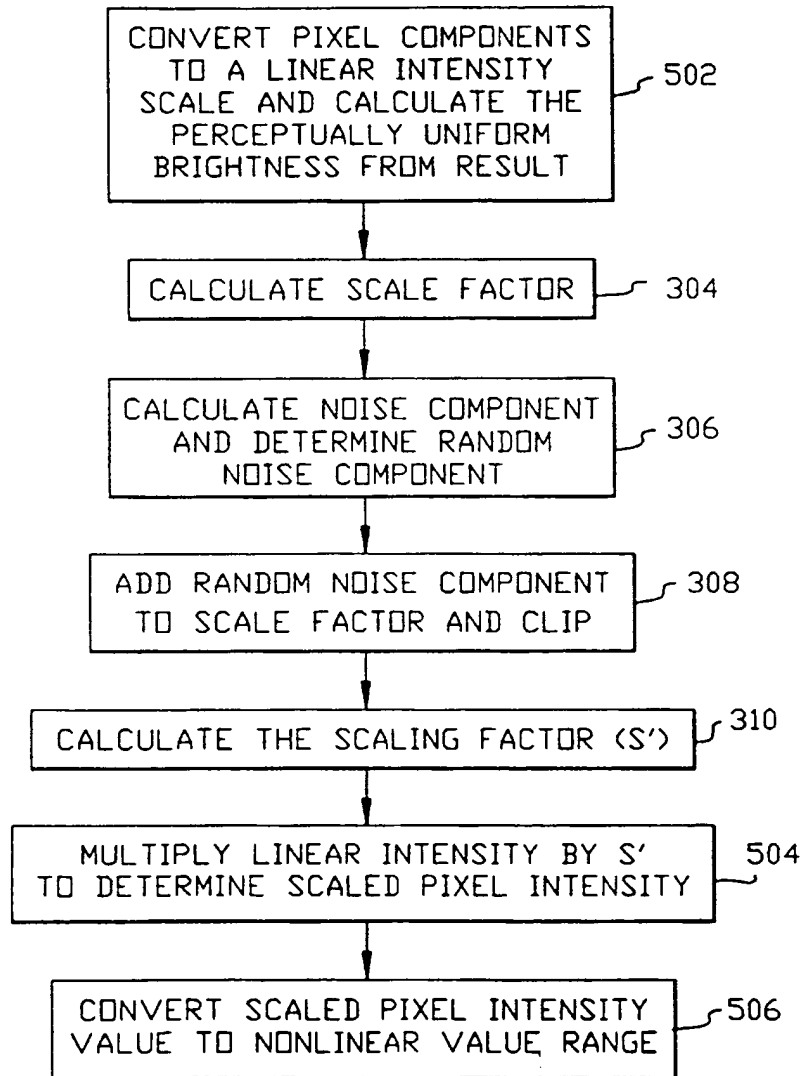 CONVERT PIXEL COMPONENTS
TO A LINEAR INTENSITY
SCALE AND CALCULATE THE
PERCEPTUALLY UNIFORM
BRIGHTNESS FROM RESULT
502
CALCULATE SCALE FACTOR
304
CALCULATE NOISE COMPONENT
AND DETERMINE RANDOM
NOISE COMPONENT
306
ADD RANDOM NOISE COMPONENT
TO SCALE FACTOR AND CLIP
308
CALCULATE THE SCALING FACTOR (S')
310
MULTIPLY LINEAR INTENSITY BY S'
TO DETERMINE SCALED PIXEL INTENSITY
504
CONVERT SCALED PIXEL INTENSITY
VALUE TO NONLINEAR VALUE RANGE
506